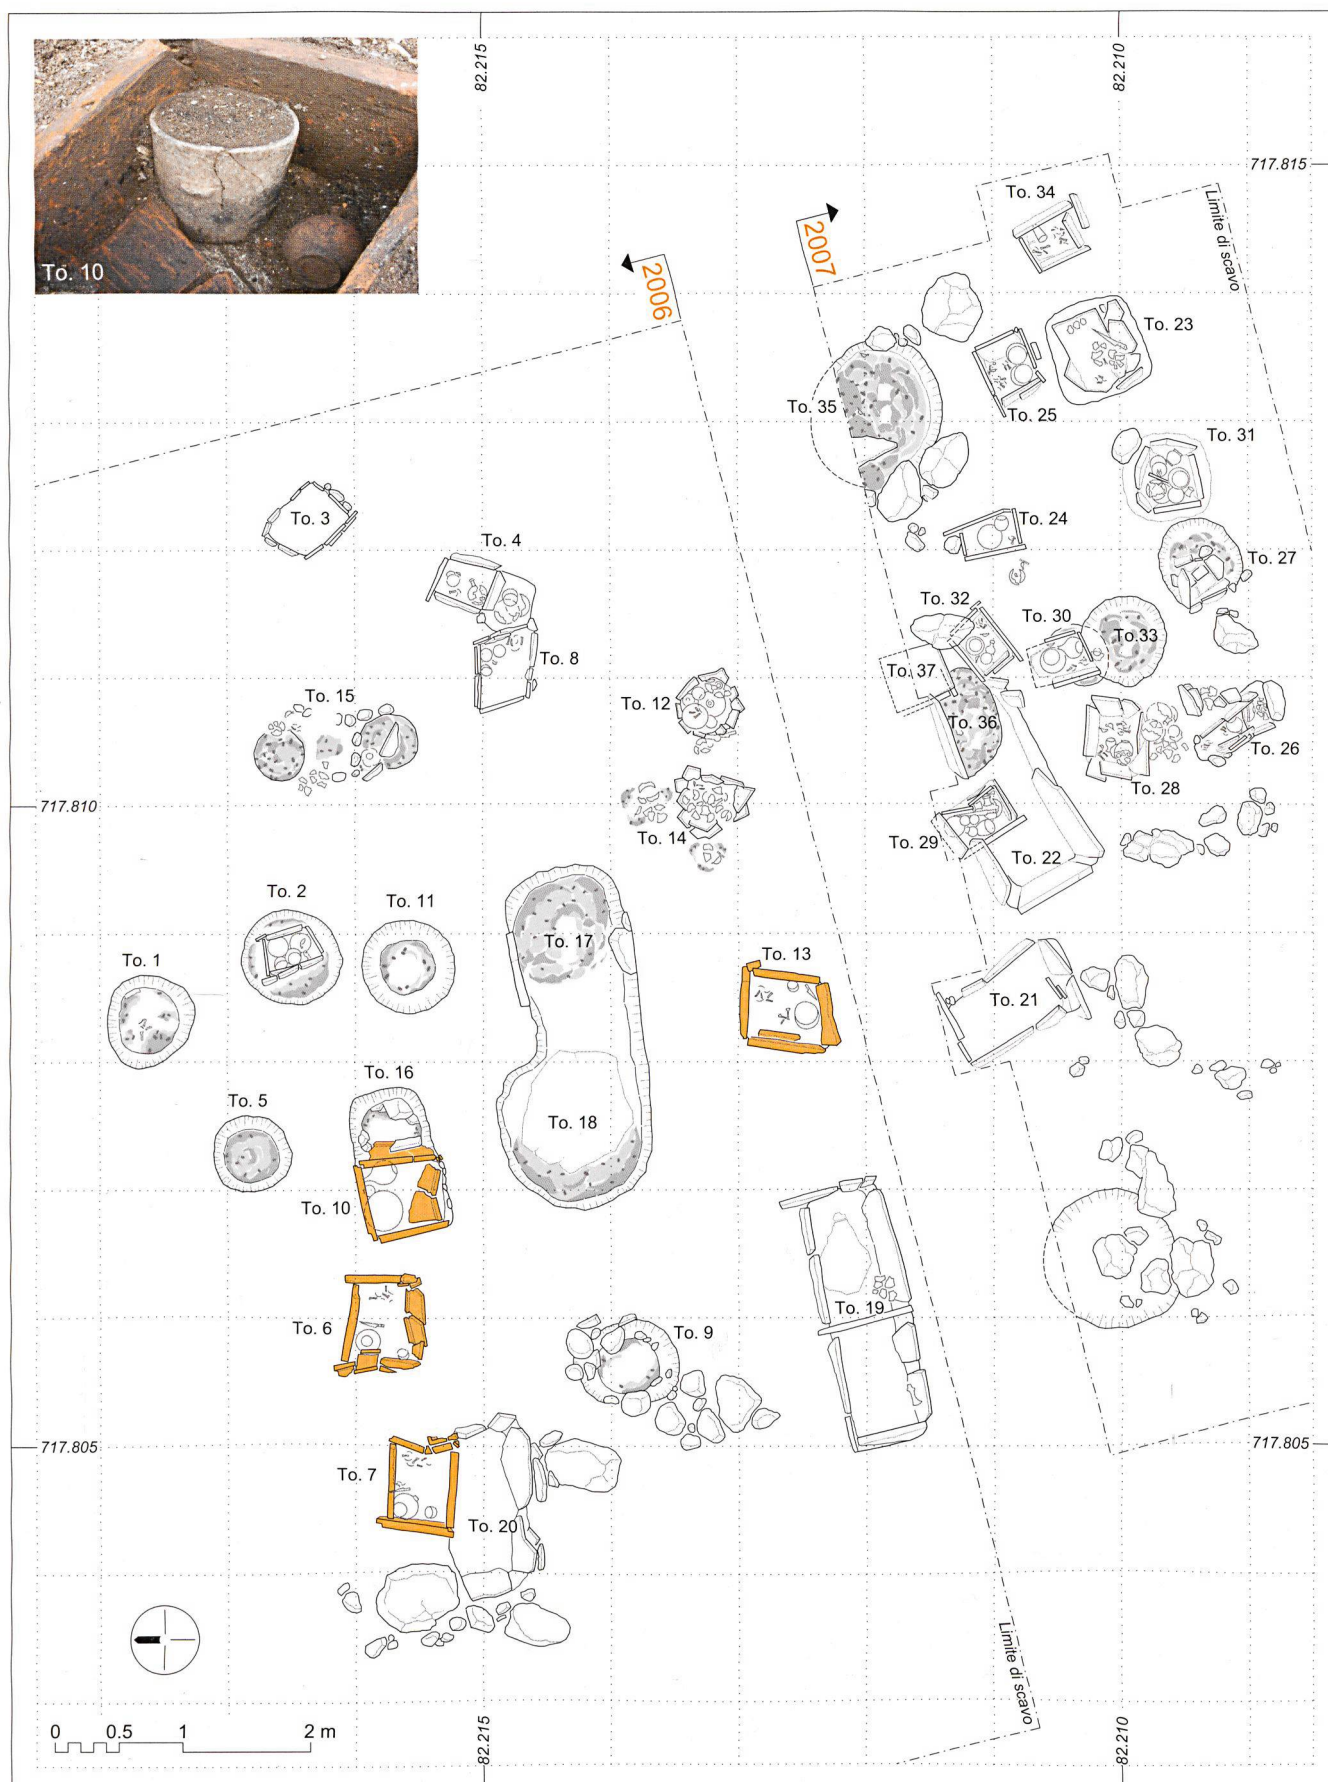 82.215
82.210
717.815
To. 10
To. 34
Limite di scavo
2007
2006
To. 23
To. 35
To. 25
To. 31
To. 3
To. 24
To. 4
To. 27
To. 32
To. 30
To. 33
To. 8
To. 37
To. 15
To. 12
To. 36
To. 26
To. 28
717.810
To. 14
To. 29
To. 22
To. 2
To. 11
To. 17
To. 13
To. 1
To. 21
To. 16
To. 5
To. 18
To. 10
To. 19
To. 6
To. 9
717.805
717.805
To. 7
To. 20
Limite di scavo
0 0.5 1 2 m
82.215
82.210